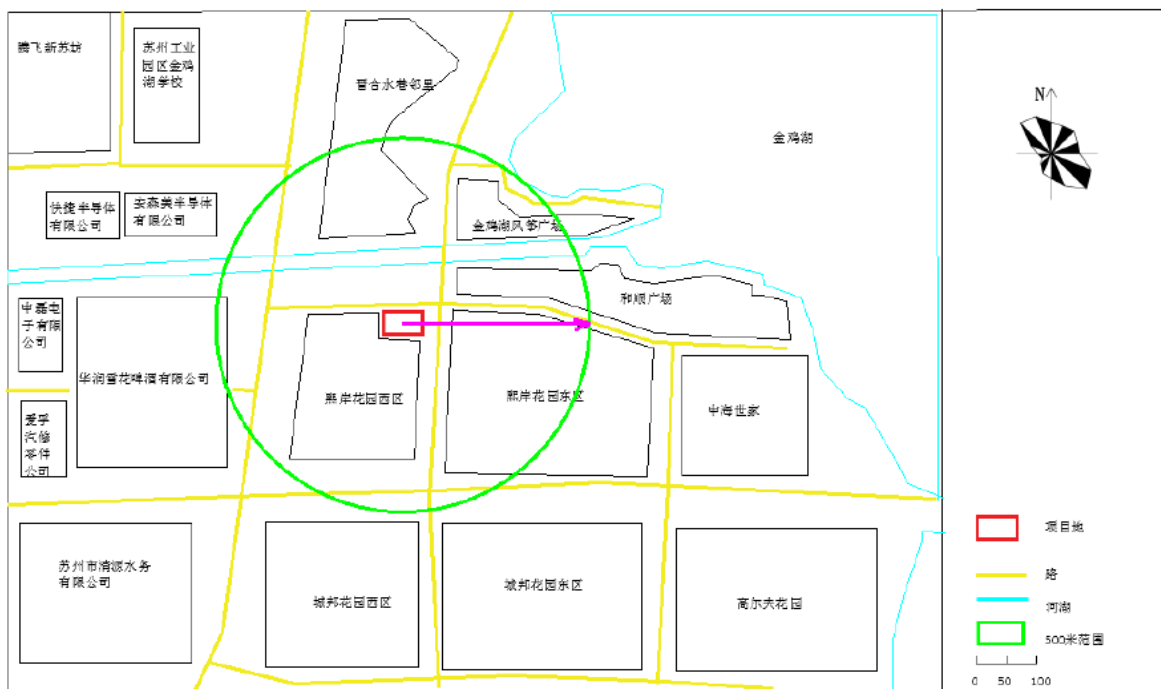 腾飞新苏坊
苏州工业
园区金鸡
湖学校
晋合水巷邻里
金鸡湖
N
快捷半导体
有限公司
安森美半导体
有限公司
金鸡湖风筝广场
和顺广场
中磊电
子有限
公司
华润雪花啤酒有限公司
熙岸花园西区
熙岸花园东区
中海世家
爱孚
汽修
零件
公司
苏州市清源水务
有限公司
城邦花园西区
城邦花园东区
高尔夫花园
项目地
路
河湖
500米范围
0 50 100